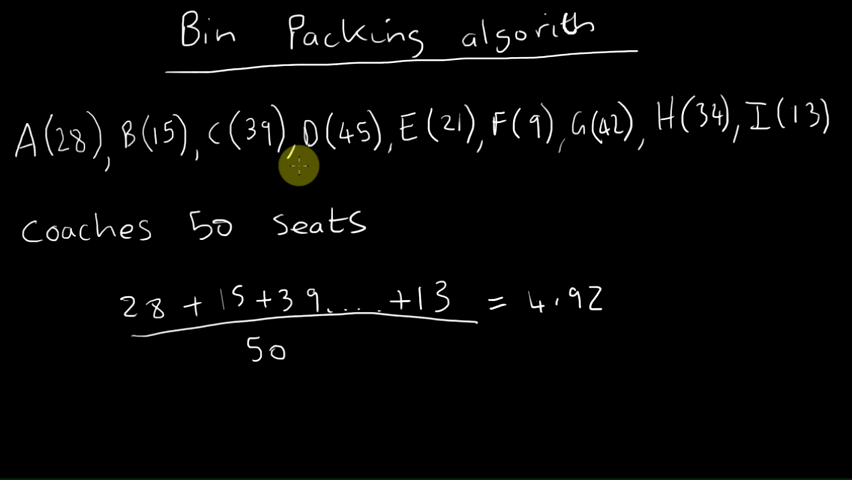 Bin Packing algorith
A(28), B(15), C(39), D(45), E(21), F(9), G(42), H(34), I(13)
Coaches 50 seats
28 + 15 + 39.... + 13 = 4.92
50